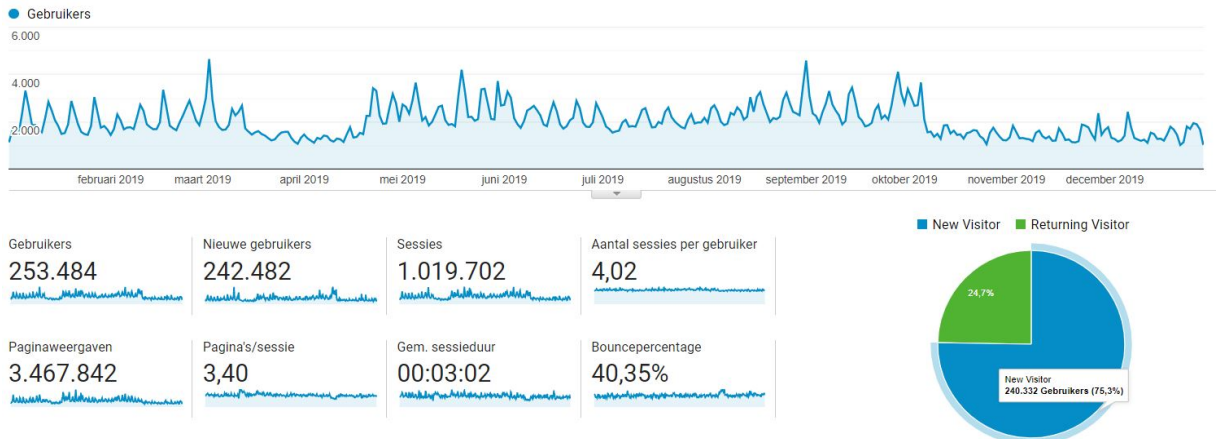 Gebruikers
6.000
4.000
2.000
februari 2019 maart 2019 april 2019 mei 2019 juni 2019 juli 2019 augustus 2019 september 2019 oktober 2019 november 2019 december 2019
New Visitor Returning Visitor
Gebruikers Nieuwe gebruikers Sessies Aantal sessies per gebruiker
253.484 242.482 1.019.702 4,02
24,7%
Paginaweergaven Pagina's/sessie Gem. sessieduur Bouncepercentage
3.467.842 3,40 00:03:02 40,35%
New Visitor
240.332 Gebruikers (75,3%)